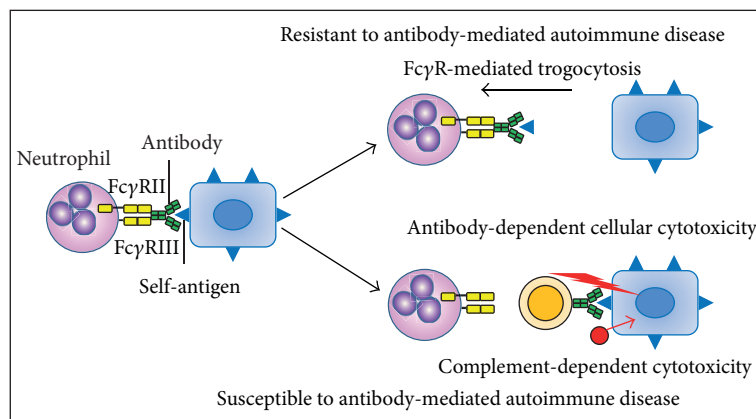 Resistant to antibody-mediated autoimmune disease
FcγR-mediated trogocytosis
Neutrophil
Antibody
FcγRII
FcγRIII
Self-antigen
Antibody-dependent cellular cytotoxicity
Complement-dependent cytotoxicity
Susceptible to antibody-mediated autoimmune disease